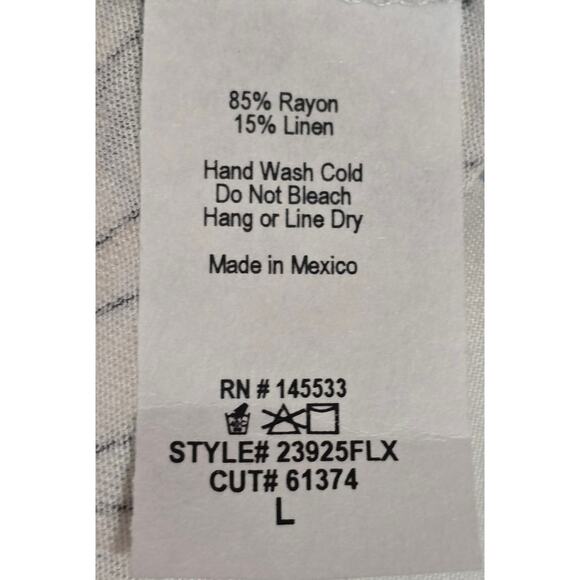 85% Rayon
15% Linen
Hand Wash Cold
Do Not Bleach
Hang or Line Dry
Made in Mexico
RN # 145533
STYLE# 23925FLX
CUT# 61374
L